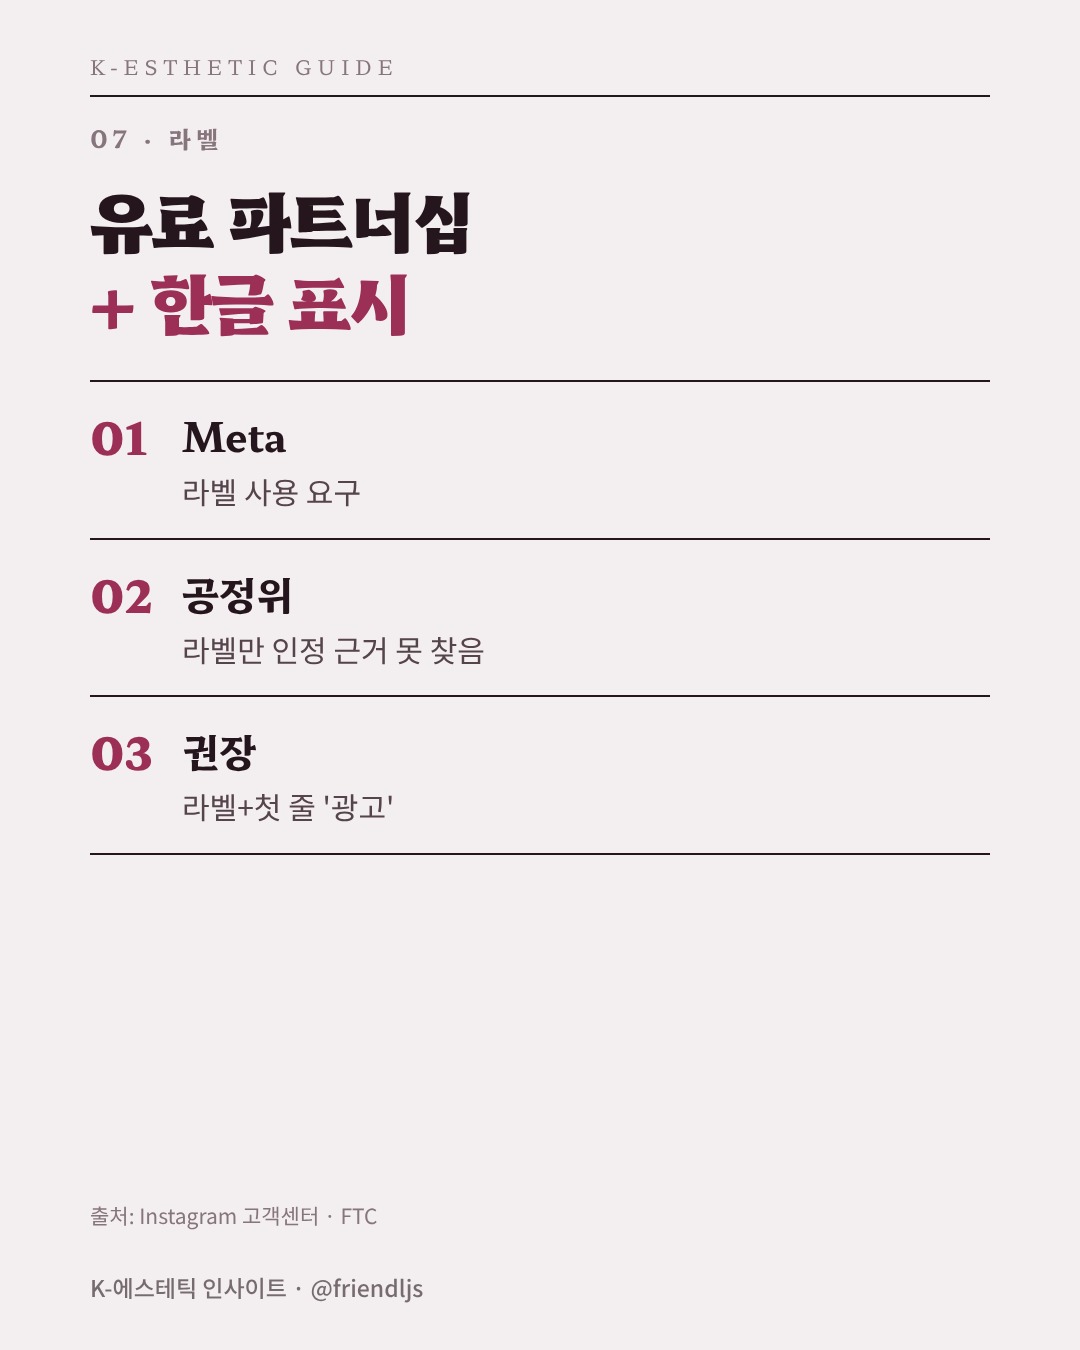 K-ESTHETIC GUIDE
07 · 라벨
유료 파트너십
+ 한글 표시
01 Meta
라벨 사용 요구
02 공정위
라벨만 인정 근거 못 찾음
03 권장
라벨+첫 줄 '광고'
출처: Instagram 고객센터 · FTC
K-에스테틱 인사이트 · @friendljs